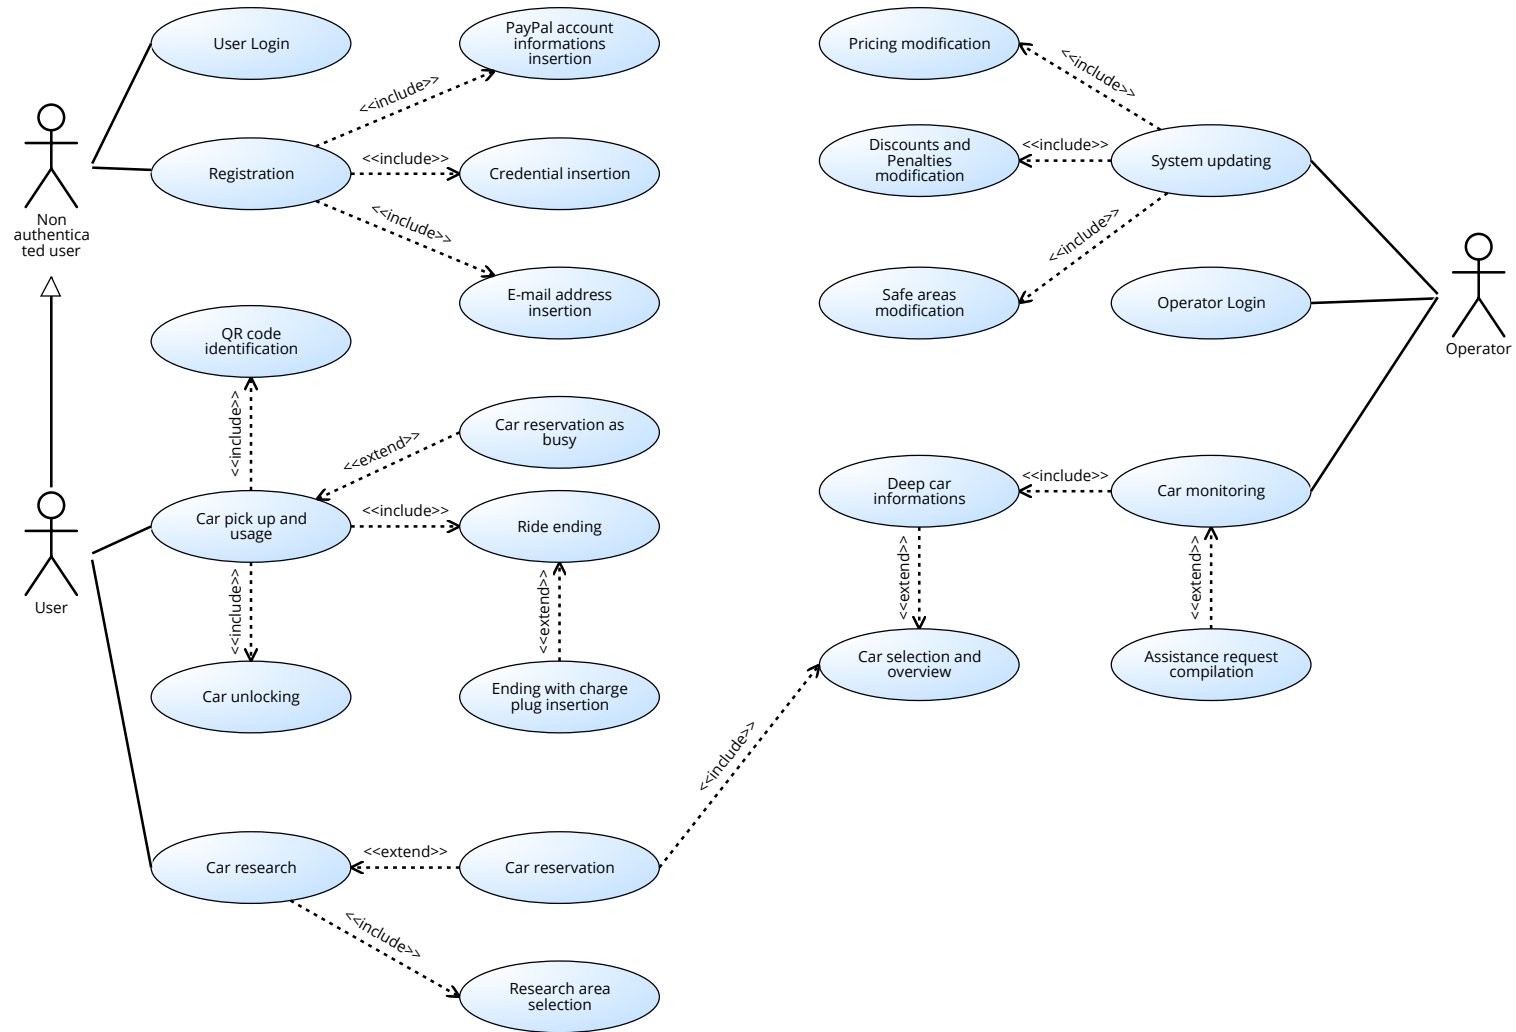 User Login
PayPal account
informations
insertion
Pricing modification
<<include>>
<<include>>
Non
authentica
ted user
Registration
<<include>>
Credential insertion
Discounts and
Penalties
modification
<<include>>
System updating
<<include>>
<<include>>
E-mail address
insertion
Safe areas
modification
Operator Login
Operator
QR code
identification
<<include>>
<<extend>>
Car reservation as
busy
Car pick up and
usage
<<include>>
Ride ending
Deep car
informations
<<include>>
Car monitoring
User
<<include>>
<<extend>>
<<extend>>
<<extend>>
Car unlocking
Ending with charge
plug insertion
Car selection and
overview
Assistance request
compilation
<<include>>
Car research
<<extend>>
Car reservation
<<include>>
Research area
selection